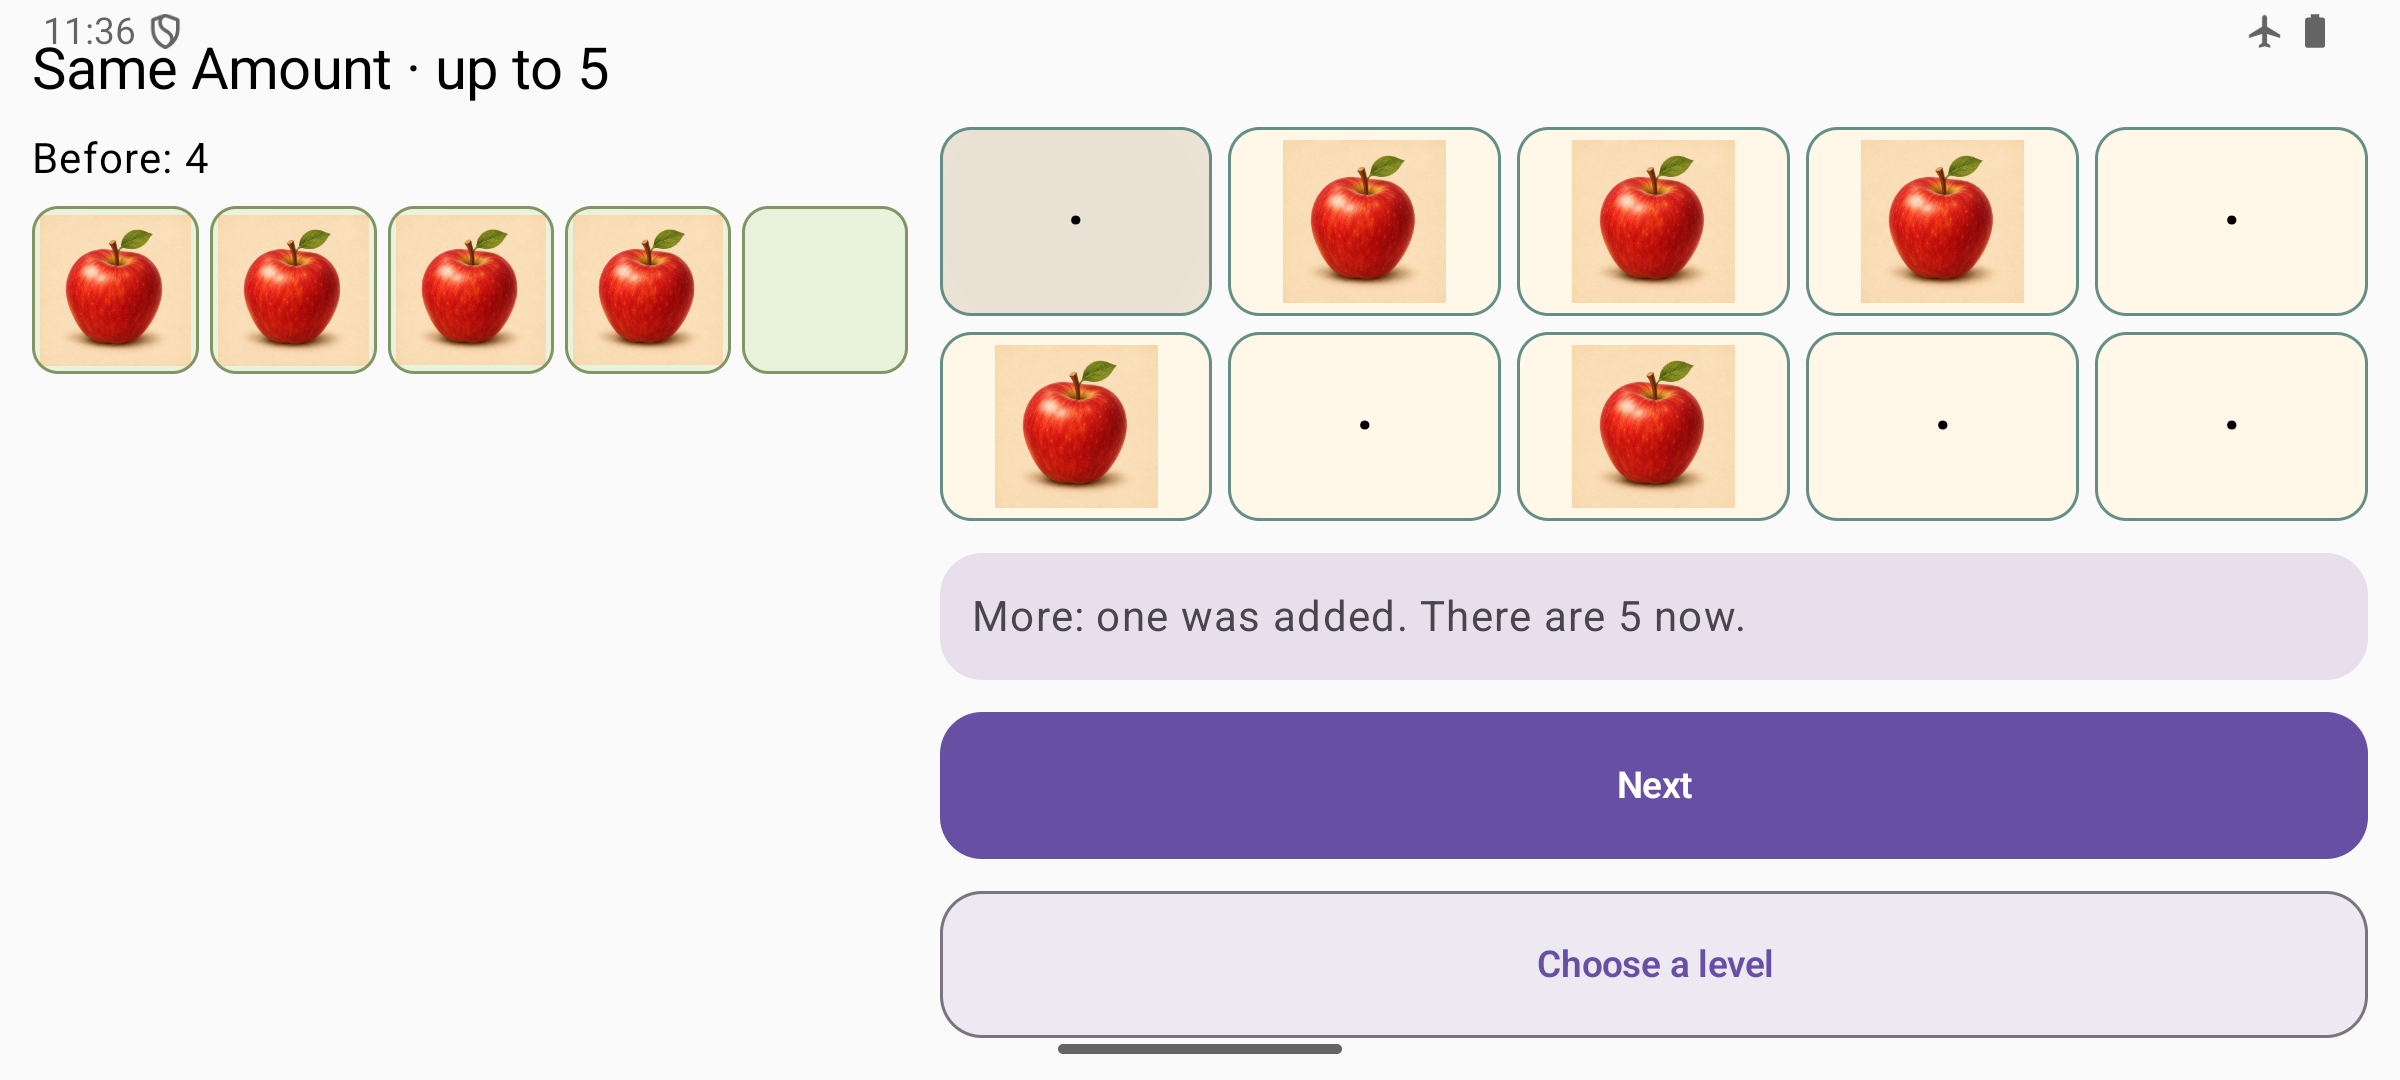 11:36
Same Amount · up to 5
Before: 4
More: one was added. There are 5 now.
Next
Choose a level